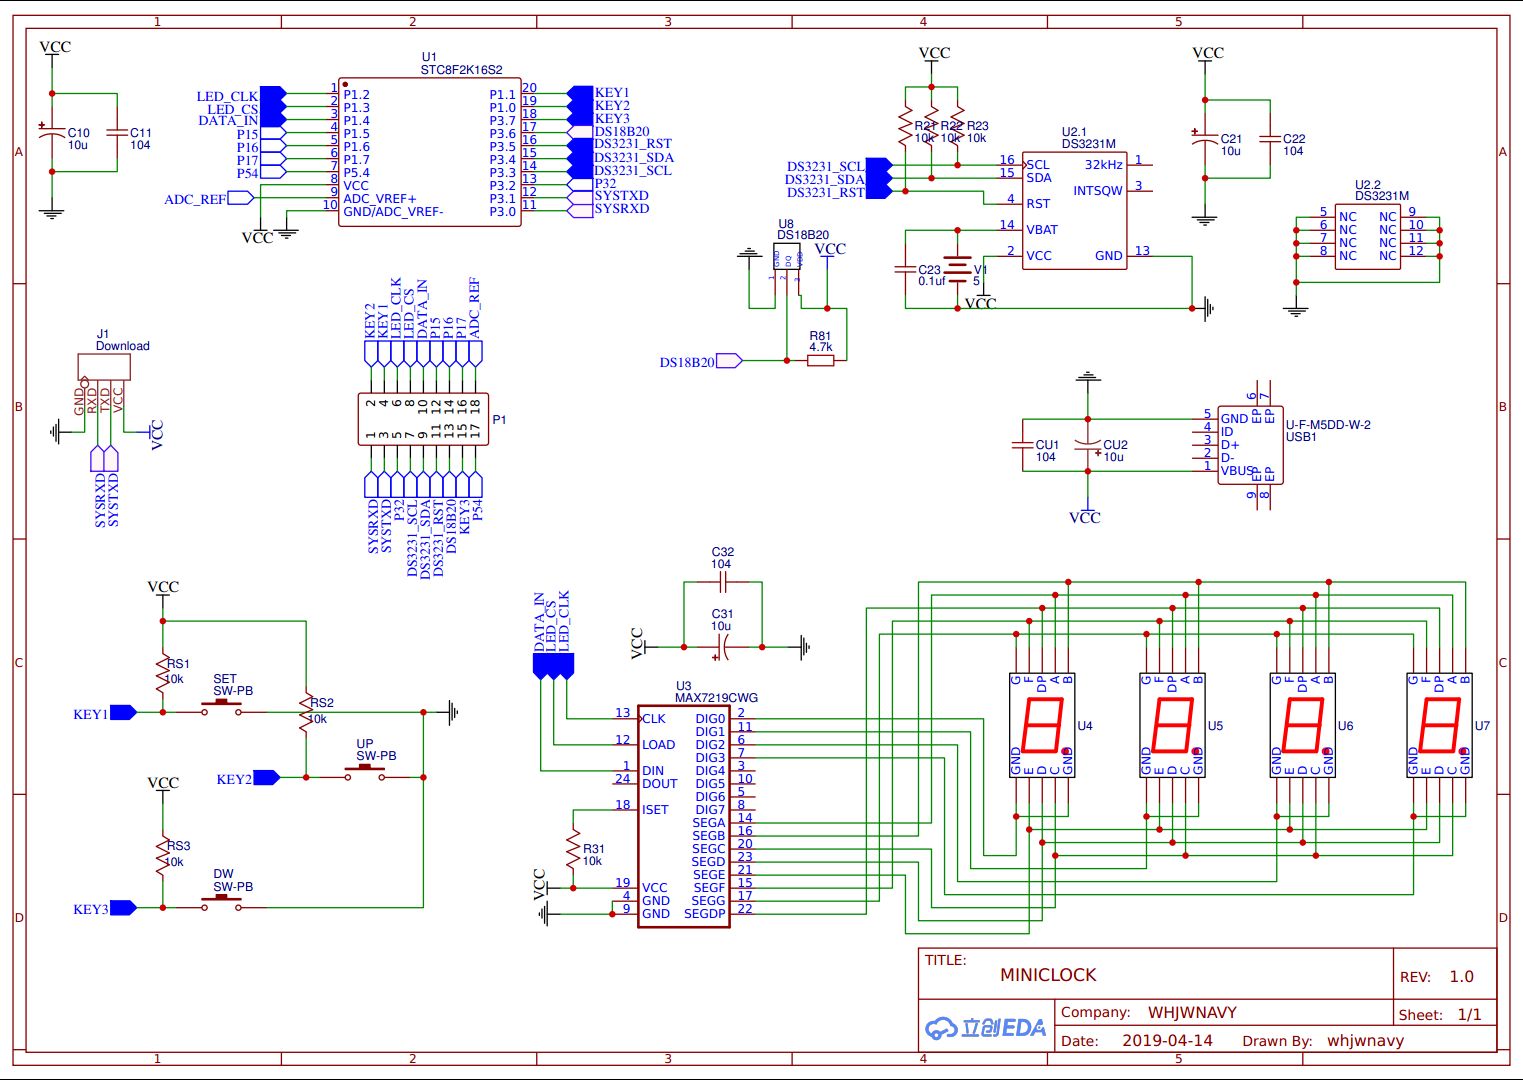 1 2 3 4 5
A
B
C
D
VCC
C10
10u
C11
104
U1
STC8F2K16S2
LED_CLK 1 P1.2 P1.1 20 KEY1
LED_CS 2 P1.3 P1.0 19 KEY2
DATA_IN 3 P1.4 P3.7 18 KEY3
P15 4 P1.5 P3.6 17 DS18B20
P16 5 P1.6 P3.5 16 DS3231_RST
P17 6 P1.7 P3.4 15 DS3231_SDA
P54 7 P5.4 P3.3 14 DS3231_SCL
8 VCC P3.2 13 P32
ADC_REF 9 ADC_VREF+ P3.1 12 SYSTXD
10 GND/ADC_VREF- P3.0 11 SYSRXD
VCC
VCC
R21 R22 R23
10k 10k 10k
U2.1
DS3231M
DS3231_SCL 16 SCL 32kHz 1
DS3231_SDA 15 SDA
DS3231_RST INTSQW 3
4 RST
14 VBAT
2 VCC GND 13
C23
0.1uf
V1
5
VCC
VCC
C21
10u
C22
104
U2.2
DS3231M
5 NC NC 9
6 NC NC 10
7 NC NC 11
8 NC NC 12
U8
DS18B20
VCC
GND DQ VDD
1 2 3
R81
4.7k
DS18B20
J1
Download
GND RXD TXD VCC
VCC
SYSRXD SYSTXD
KEY2 KEY1 LED_CLK LED_CS DATA_IN P15 P16 P17 ADC_REF
2 4 6 8 10 12 14 16 18
P1
1 3 5 7 9 11 13 15 17
SYSRXD SYSTXD P32 DS3231_SCL DS3231_SDA DS3231_RST DS18B20 KEY3 P54
CU1
104
CU2
10u
VCC
6 7
EP EP
5 GND
4 ID
3 D+
2 D-
1 VBUS
EP EP
9 8
U-F-M5DD-W-2
USB1
VCC
RS1
10k
SET
SW-PB
KEY1
RS2
10k
UP
SW-PB
KEY2
VCC
RS3
10k
DW
SW-PB
KEY3
C32
104
C31
10u
VCC
DATA_IN LED_CS LED_CLK
U3
MAX7219CWG
13 CLK DIG0 2
DIG1 11
12 LOAD DIG2 6
DIG3 7
1 DIN DIG4 3
24 DOUT DIG5 10
DIG6 5
18 ISET DIG7 8
SEGA 14
SEGB 16
SEGC 20
SEGD 23
SEGE 21
19 VCC SEGF 15
4 GND SEGG 17
9 GND SEGDP 22
R31
10k
VCC
G F DP A B
GND E D C GND
U4
G F DP A B
GND E D C GND
U5
G F DP A B
GND E D C GND
U6
G F DP A B
GND E D C GND
U7
TITLE:
MINICLOCK
REV: 1.0
立创EDA
Company: WHJWNAVY
Sheet: 1/1
Date: 2019-04-14 Drawn By: whjwnavy
A
B
C
D
1 2 3 4 5